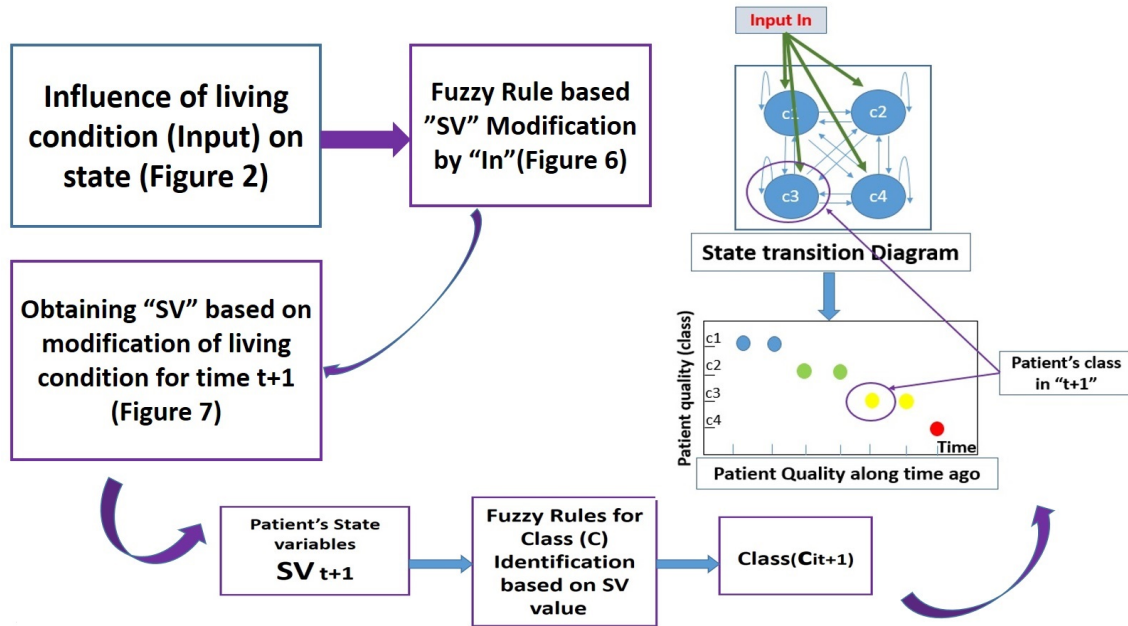 Influence of living
condition (Input) on
state (Figure 2)
Fuzzy Rule based
”SV” Modification
by “In”(Figure 6)
Obtaining “SV” based on
modification of living
condition for time t+1
(Figure 7)
Patient’s State
variables
SV t+1
Fuzzy Rules for
Class (C)
Identification
based on SV
value
Class(Cit+1)
Input In
c1
c2
c3
c4
State transition Diagram
Patient quality (class)
c1
c2
c3
c4
Time
Patient Quality along time ago
Patient’s class
in “t+1”